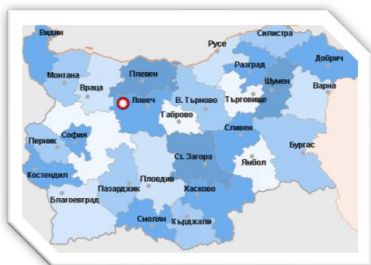 Видин
Силистра
Русе
Добрич
Разград
Плевен
Монтана
Шумен
Враца
Варна
Ловеч
В. Търново
Търговище
Габрово
София
Сливен
Перник
Бургас
Ст. Загора
Ямбол
Кюстендил
Пловдив
Пазарджик
Хасково
Благоевград
Смолян
Кърджали